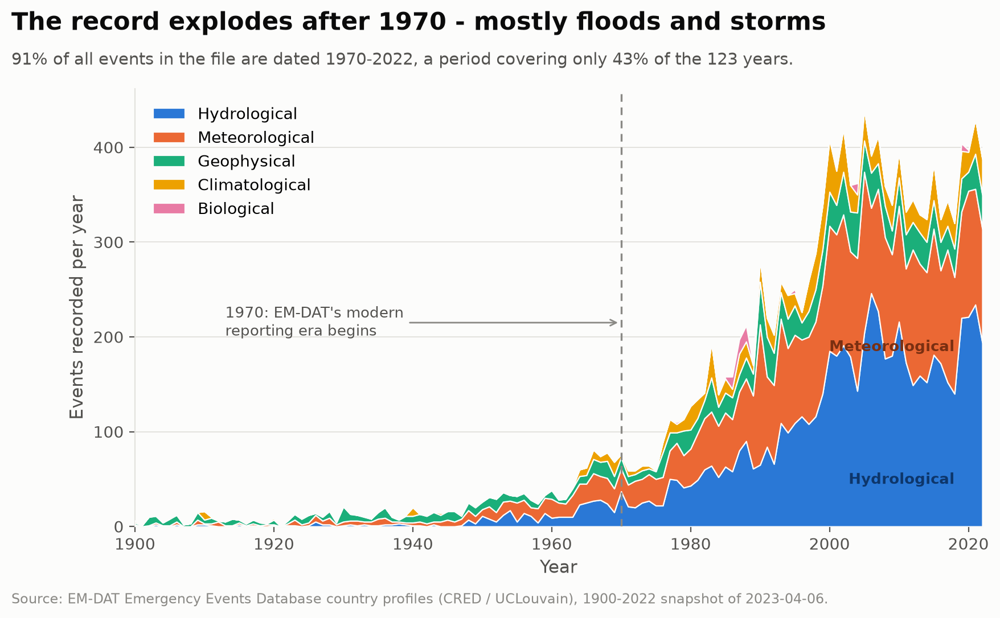 The record explodes after 1970 - mostly floods and storms
91% of all events in the file are dated 1970-2022, a period covering only 43% of the 123 years.
Hydrological
Meteorological
Geophysical
Climatological
Biological
Events recorded per year
400
300
200
100
0
1970: EM-DAT's modern
reporting era begins
Meteorological
Hydrological
1900
1920
1940
1960
1980
2000
2020
Year
Source: EM-DAT Emergency Events Database country profiles (CRED / UCLouvain), 1900-2022 snapshot of 2023-04-06.